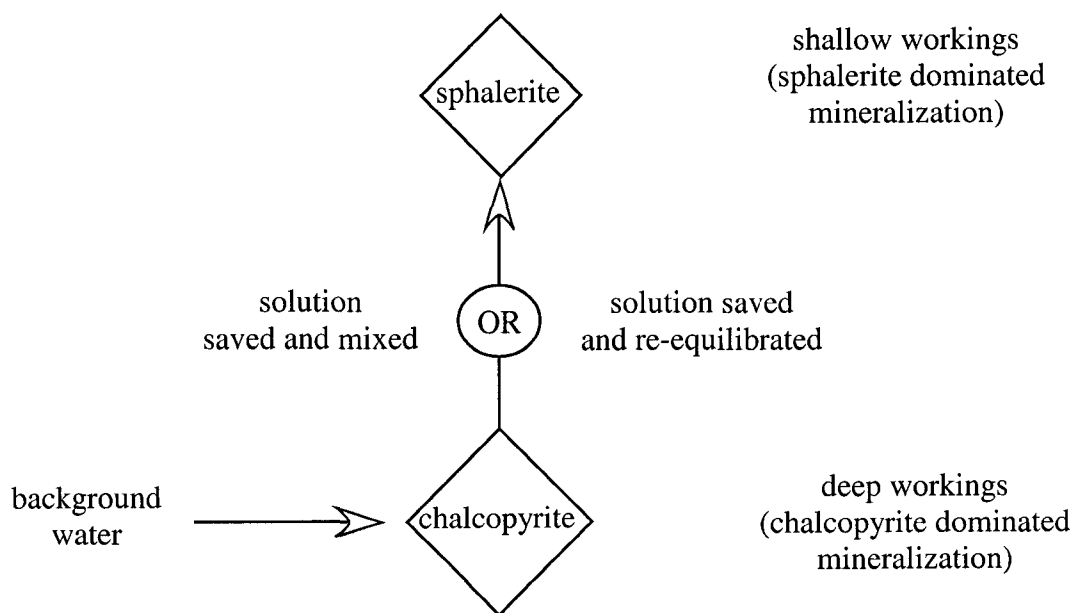 sphalerite
shallow workings
(sphalerite dominated
mineralization)
solution
saved and mixed
OR
solution saved
and re-equilibrated
background
water
chalcopyrite
deep workings
(chalcopyrite dominated
mineralization)